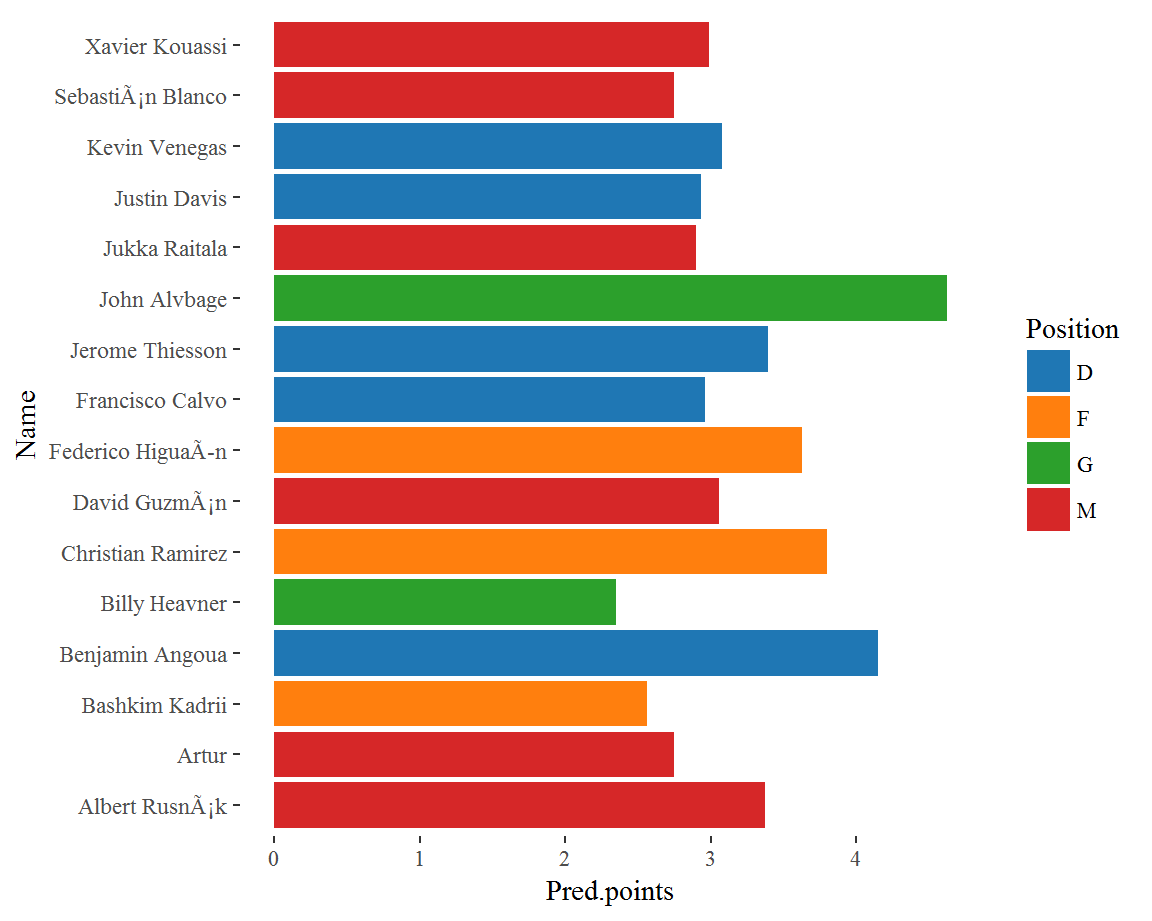 Xavier Kouassi
SebastiÃ¡n Blanco
Kevin Venegas
Justin Davis
Jukka Raitala
John Alvbage
Jerome Thiesson
Francisco Calvo
Federico HiguaÃ-n
David GuzmÃ¡n
Christian Ramirez
Billy Heavner
Benjamin Angoua
Bashkim Kadrii
Artur
Albert RusnÃ¡k
Name
0 1 2 3 4
Pred.points
Position
D
F
G
M